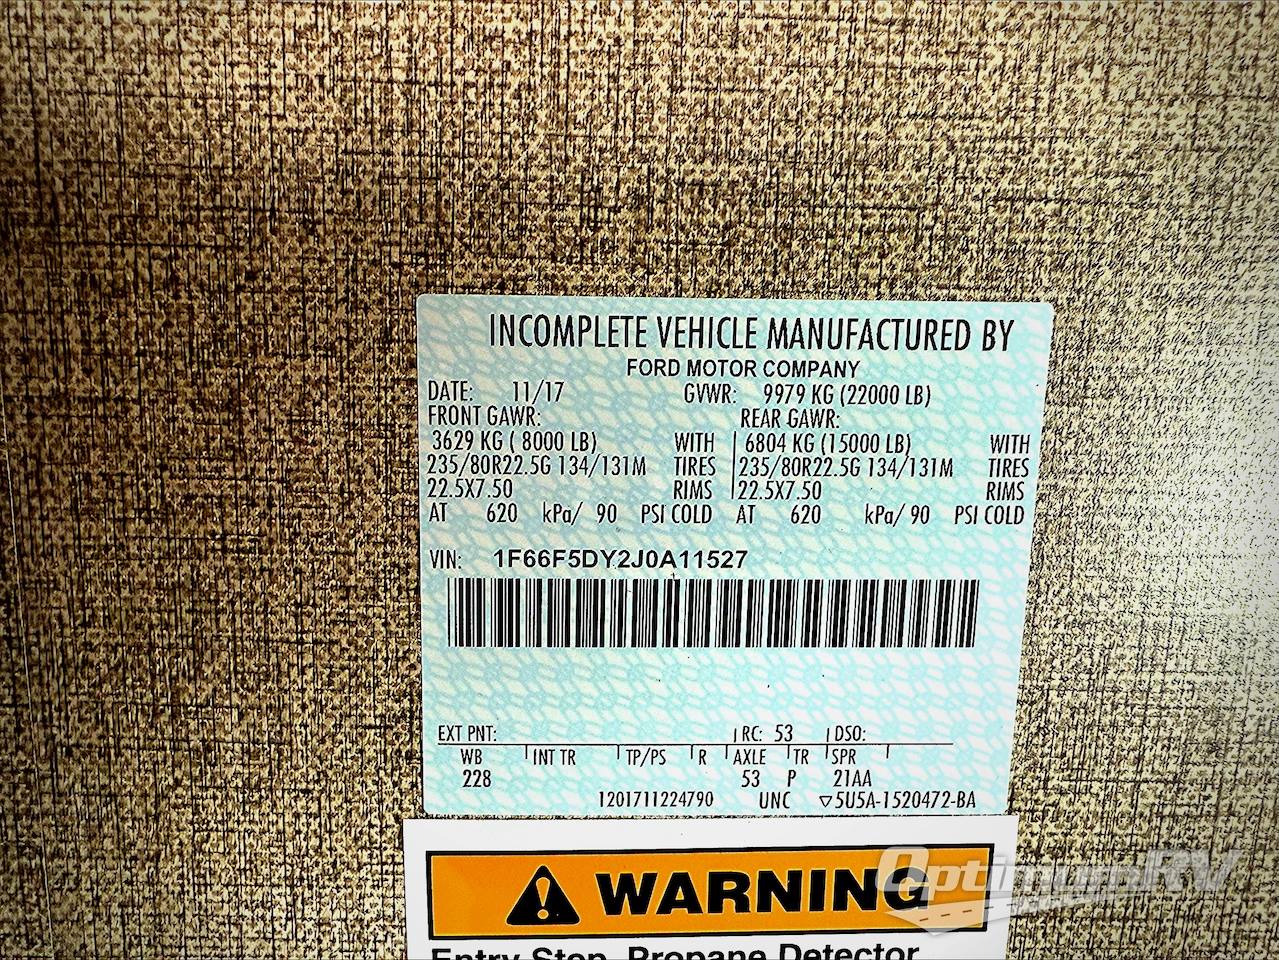 INCOMPLETE VEHICLE MANUFACTURED BY
FORD MOTOR COMPANY
DATE: 11/17 GVWR: 9979 KG (22000 LB)
FRONT GAWR: REAR GAWR:
3629 KG ( 8000 LB) WITH 6804 KG (15000 LB) WITH
235/80R22.5G 134/131M TIRES 235/80R22.5G 134/131M TIRES
22.5X7.50 RIMS 22.5X7.50 RIMS
AT 620 kPa/ 90 PSI COLD AT 620 kPa/ 90 PSI COLD
VIN: 1F66F5DY2J0A11527
EXT PNT: RC: 53 DSO:
WB INT TR TP/PS R AXLE TR SPR
228 53 P 21AA
1201711224790 UNC ▽5U5A-1520472-BA
WARNING
OptimumRV
Entry Step, Propane Detector